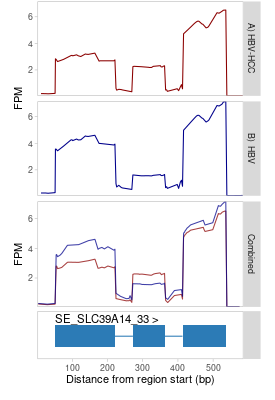 6
4
2
A) HBV-HCC
FPM
6
4
2
B) HBV
6
4
2
Combined
FPM
SE_SLC39A14_33 >
100 200 300 400 500
Distance from region start (bp)